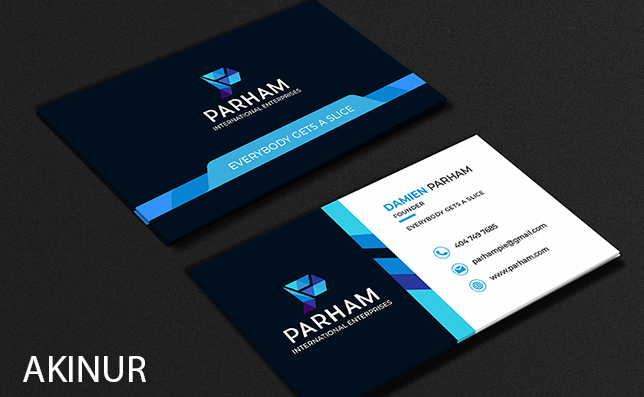 PARHAM
INTERNATIONAL ENTERPRISES
EVERYBODY GETS A SLICE
DAMIEN PARHAM
FOUNDER
EVERYBODY GETS A SLICE
404 749 7685
parhampie@gmail.com
www.parham.com
PARHAM
INTERNATIONAL ENTERPRISES
AKINUR